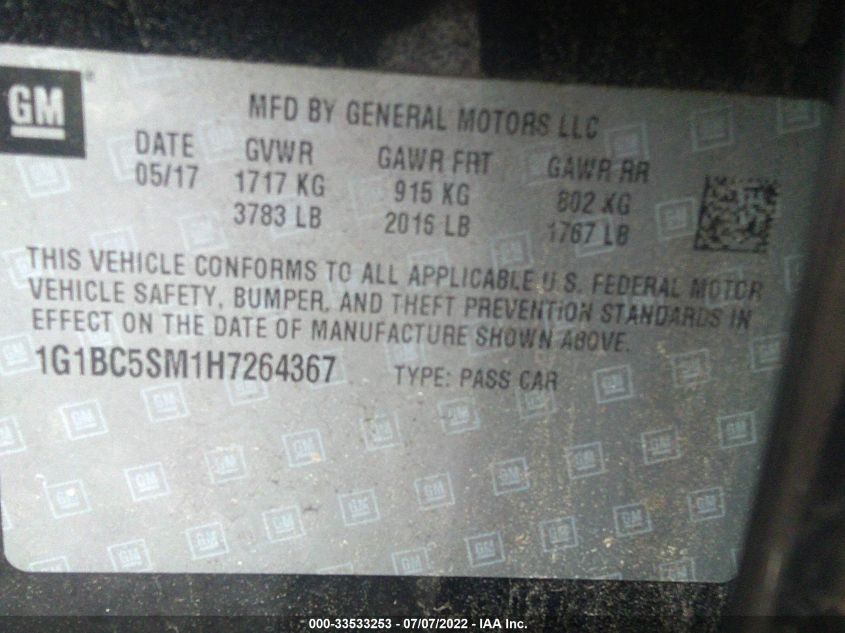 GM
MFD BY GENERAL MOTORS LLC
DATE GVWR GAWR FRT GAWR RR
05/17 1717 KG 915 KG 802 KG
3783 LB 2016 LB 1767 LB
THIS VEHICLE CONFORMS TO ALL APPLICABLE U.S. FEDERAL MOTOR
VEHICLE SAFETY, BUMPER, AND THEFT PREVENTION STANDARDS IN
EFFECT ON THE DATE OF MANUFACTURE SHOWN ABOVE.
1G1BC5SM1H7264367 TYPE: PASS CAR
000-33533253 - 07/07/2022 - IAA Inc.